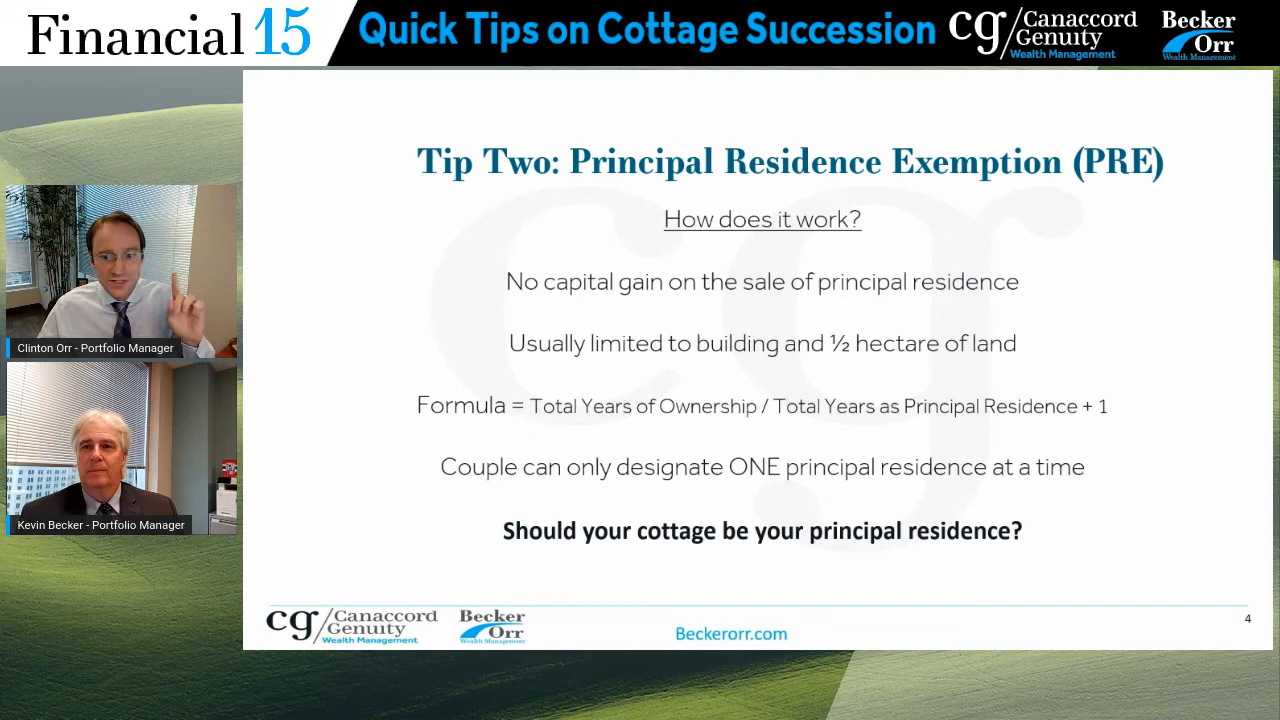 Financial 15
Quick Tips on Cottage Succession
cg/Canaccord
Genuity
Wealth Management
Becker
Orr
Wealth Management
Tip Two: Principal Residence Exemption (PRE)
How does it work?
No capital gain on the sale of principal residence
Usually limited to building and ½ hectare of land
Formula = Total Years of Ownership / Total Years as Principal Residence + 1
Couple can only designate ONE principal residence at a time
Should your cottage be your principal residence?
Clinton Orr - Portfolio Manager
Kevin Becker - Portfolio Manager
cg/Canaccord
Genuity
Wealth Management
Becker
Orr
Wealth Management
Beckerorr.com
4